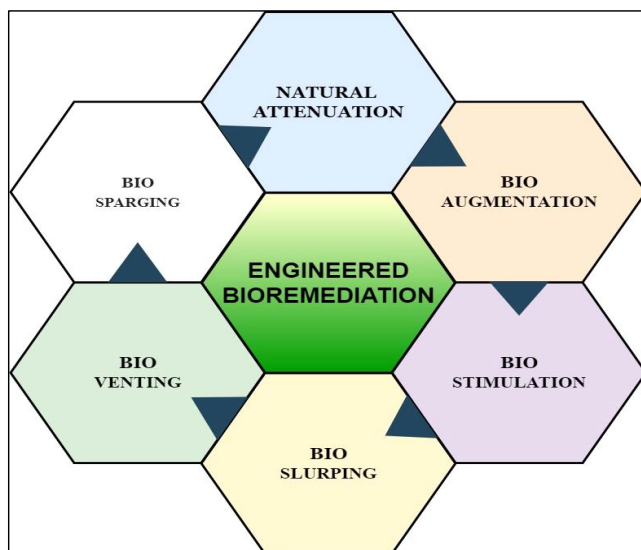 NATURAL
ATTENUATION
BIO
AUGMENTATION
BIO
STIMULATION
BIO
SLURPING
BIO
VENTING
BIO
SPARGING
ENGINEERED
BIOREMEDIATION